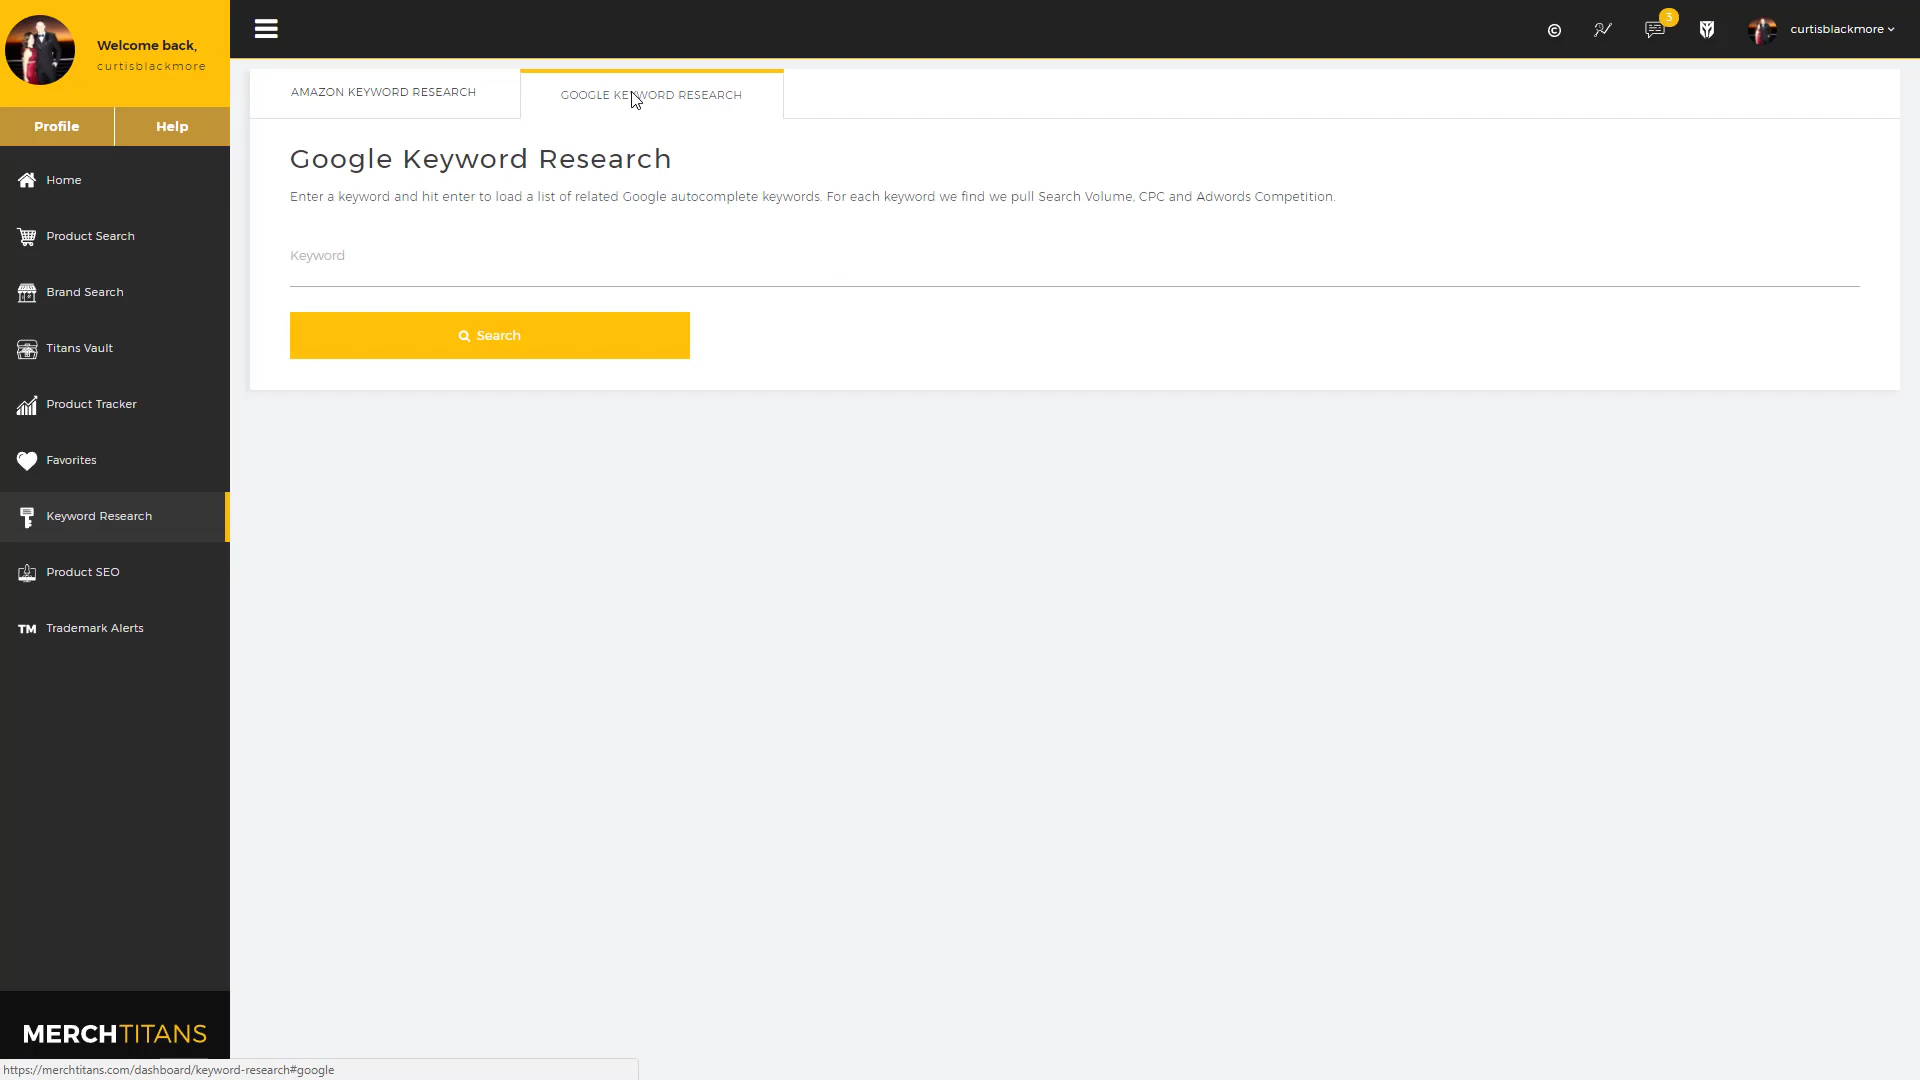 Welcome back,
curtisblackmore
Profile
Help
Home
Product Search
Brand Search
Titans Vault
Product Tracker
Favorites
Keyword Research
Product SEO
TM Trademark Alerts
MERCHTITANS
3
curtisblackmore
AMAZON KEYWORD RESEARCH
GOOGLE KEYWORD RESEARCH
Google Keyword Research
Enter a keyword and hit enter to load a list of related Google autocomplete keywords. For each keyword we find we pull Search Volume, CPC and Adwords Competition.
Keyword
Search
https://merchtitans.com/dashboard/keyword-research#google